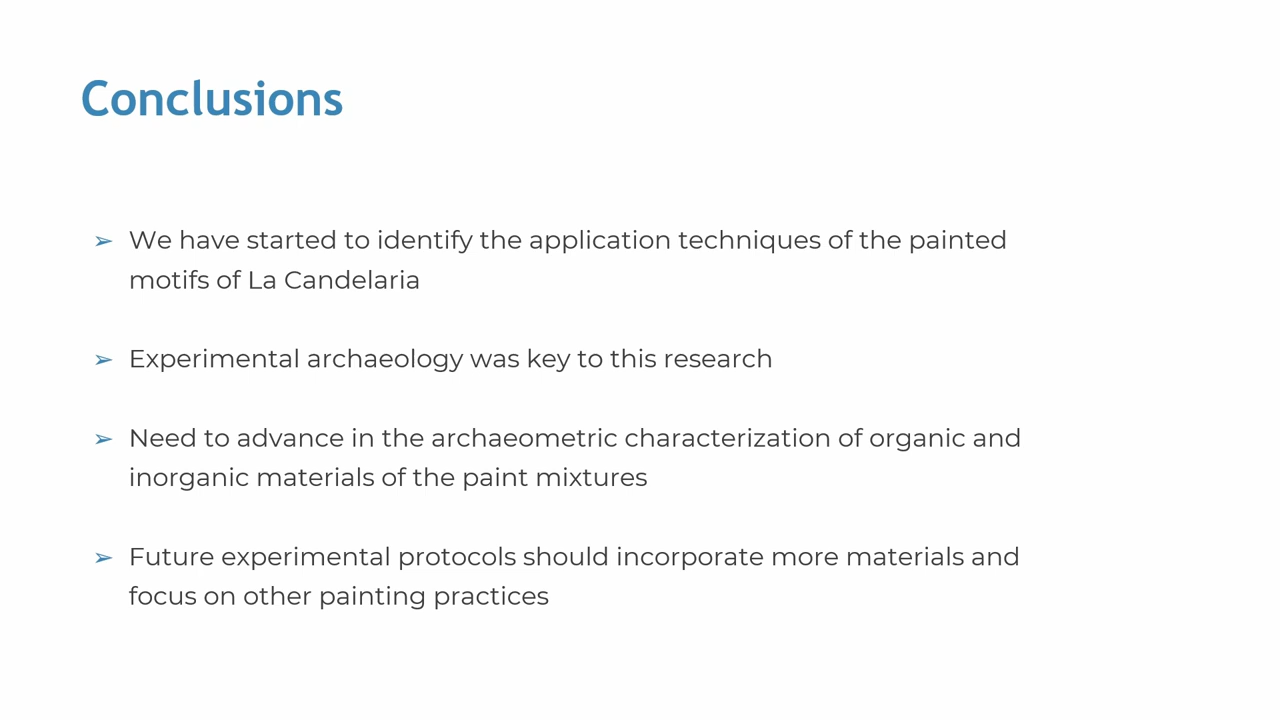 Conclusions
➢ We have started to identify the application techniques of the painted
motifs of La Candelaria
➢ Experimental archaeology was key to this research
➢ Need to advance in the archaeometric characterization of organic and
inorganic materials of the paint mixtures
➢ Future experimental protocols should incorporate more materials and
focus on other painting practices